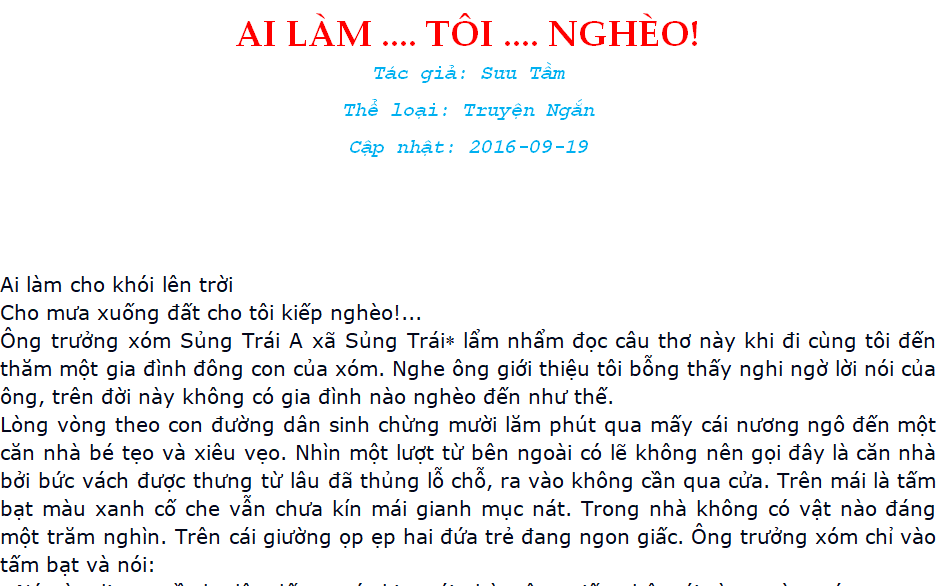 AI LÀM .... TÔI .... NGHÈO!
Tác giả: Suu Tầm
Thể loại: Truyện Ngắn
Cập nhật: 2016-09-19
Ai làm cho khói lên trời
Cho mưa xuống đất cho tôi kiếp nghèo!...
Ông trưởng xóm Sủng Trái A xã Sủng Trái* lẩm nhẩm đọc câu thơ này khi đi cùng tôi đến
thăm một gia đình đông con của xóm. Nghe ông giới thiệu tôi bỗng thấy nghi ngờ lời nói của
ông, trên đời này không có gia đình nào nghèo đến như thế.
Lòng vòng theo con đường dân sinh chừng mười lăm phút qua mấy cái nương ngô đến một
căn nhà bé tẹo và xiêu vẹo. Nhìn một lượt từ bên ngoài có lẽ không nên gọi đây là căn nhà
bởi bức vách được thưng từ lâu đã thủng lỗ chỗ, ra vào không cần qua cửa. Trên mái là tấm
bạt màu xanh cố che vẫn chưa kín mái gianh mục nát. Trong nhà không có vật nào đáng
một trăm nghìn. Trên cái giường ọp ẹp hai đứa trẻ đang ngon giấc. Ông trưởng xóm chỉ vào
tấm bạt và nói: